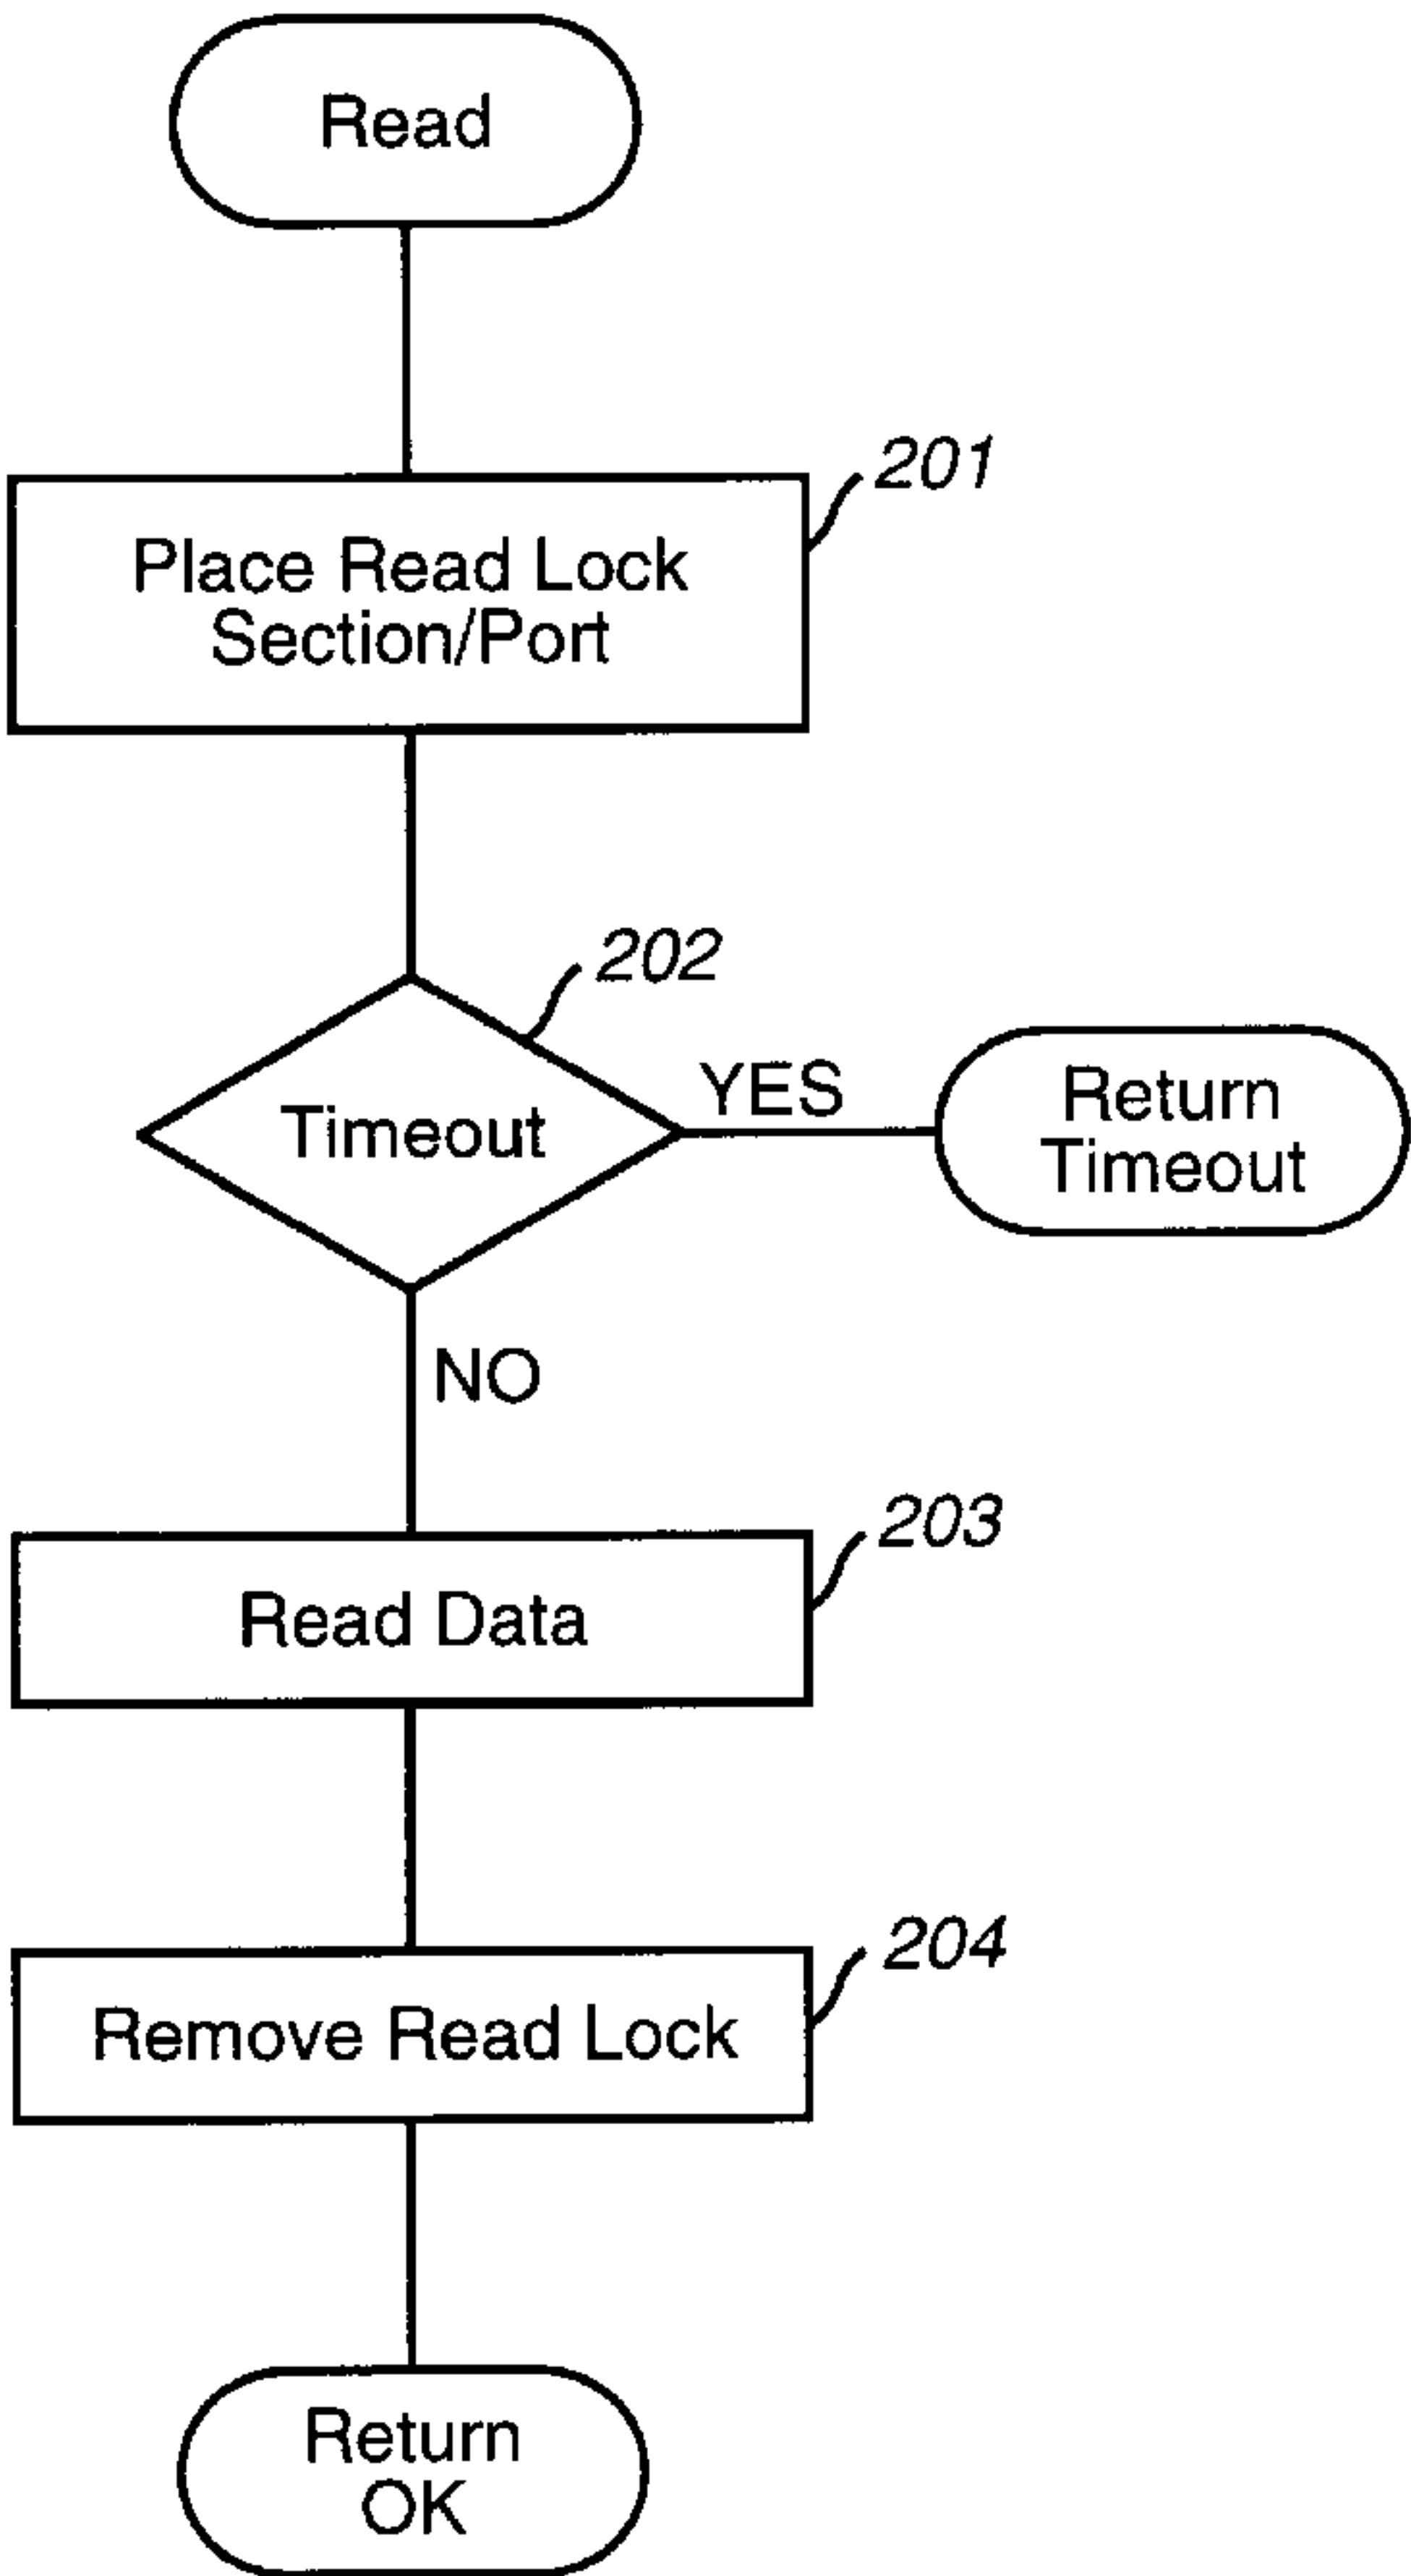 Read
201
Place Read Lock
Section/Port
202
Timeout
YES
Return
Timeout
NO
203
Read Data
204
Remove Read Lock
Return
OK